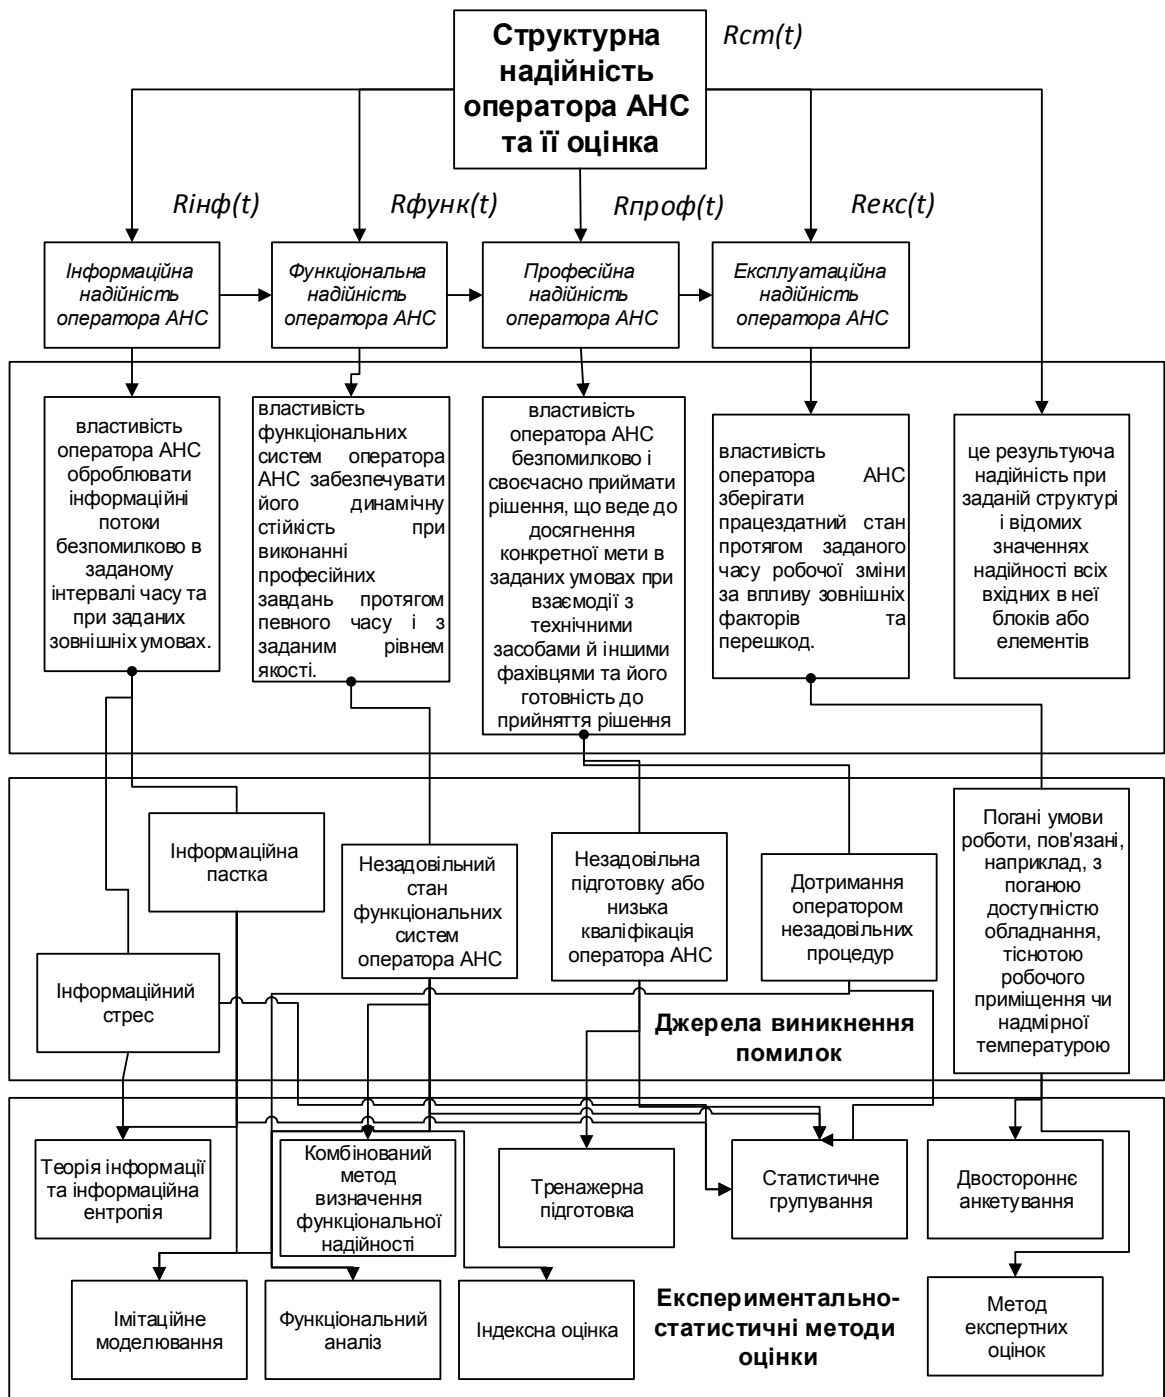 Структурна
надійність
оператора АНС
та її оцінка
Rст(t)
Rінф(t)
Rфунк(t)
Rпроф(t)
Rекс(t)
Інформаційна
надійність
оператора АНС
Функціональна
надійність
оператора АНС
Професійна
надійність
оператора АНС
Експлуатаційна
надійність
оператора АНС
властивість
оператора АНС
оброблювати
інформаційні
потоки
безпомилково в
заданому
інтервалі часу та
при заданих
зовнішніх умовах.
властивість
функціональних
систем оператора
АНС забезпечувати
його динамічну
стійкість при
виконанні
професійних
завдань протягом
певного часу і з
заданим рівнем
якості.
властивість
оператора АНС
безпомилково і
своєчасно приймати
рішення, що веде до
досягнення
конкретної мети в
заданих умовах при
взаємодії з
технічними
засобами й іншими
фахівцями та його
готовність до
прийняття рішення
властивість
оператора АНС
зберігати
працездатний стан
протягом заданого
часу робочої зміни
за впливу зовнішніх
факторів та
перешкод.
це результуюча
надійність при
заданій структурі
і відомих
значеннях
надійності всіх
вхідних в неї
блоків або
елементів
Інформаційна
пастка
Інформаційний
стрес
Незадовільний
стан
функціональних
систем
оператора АНС
Незадовільна
підготовку або
низька
кваліфікація
оператора АНС
Дотримання
оператором
незадовільних
процедур
Погані умови
роботи, пов'язані,
наприклад, з
поганою
доступністю
обладнання,
тіснотою
робочого
приміщення чи
надмірної
температурою
Джерела виникнення
помилок
Теорія інформації
та інформаційна
ентропія
Комбінований
метод
визначення
функціональної
надійності
Тренажерна
підготовка
Статистичне
групування
Двостороннє
анкетування
Імітаційне
моделювання
Функціональний
аналіз
Індексна оцінка
Експериментально-
статистичні методи
оцінки
Метод
експертних
оцінок